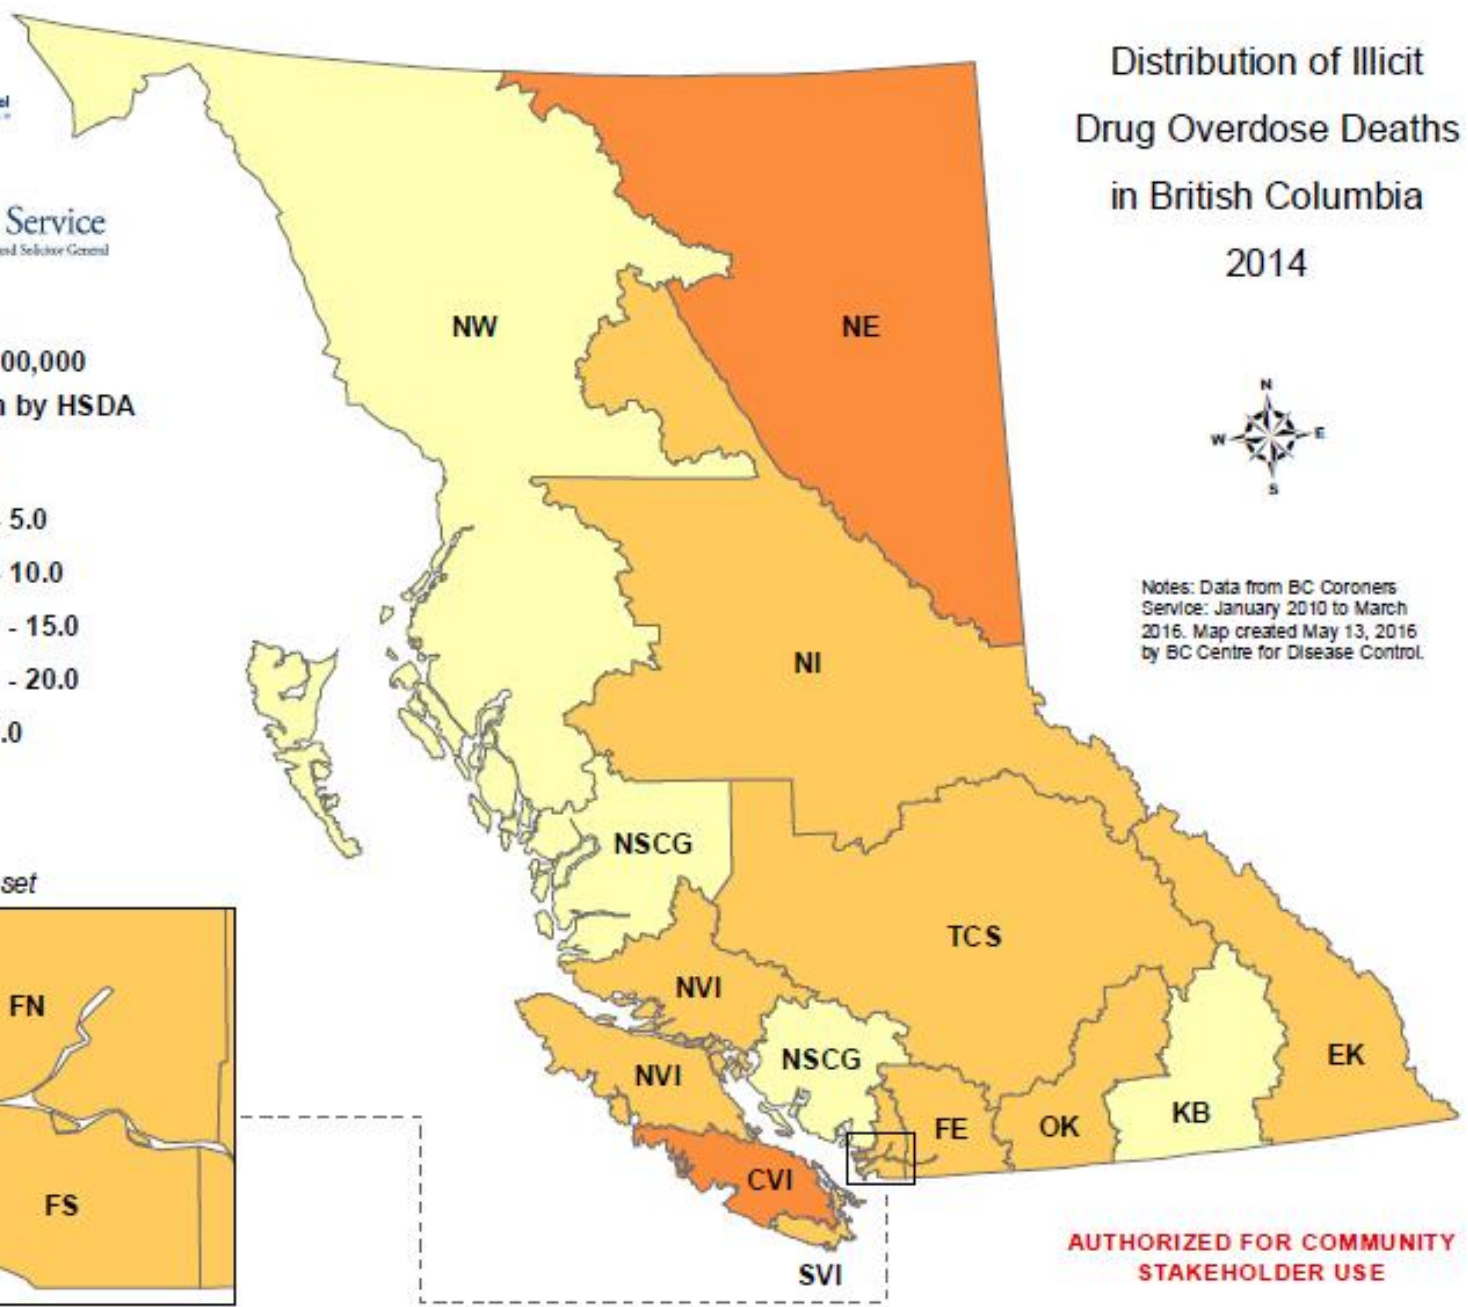 Distribution of Illicit
Drug Overdose Deaths
in British Columbia
2014
Service
and Solicitor General
00,000
by HSDA
5.0
10.0
- 15.0
- 20.0
.0
set
NW
NE
N
W
E
S
Notes: Data from BC Coroners
Service: January 2010 to March
2016. Map created May 13, 2016
by BC Centre for Disease Control.
NI
NSCG
TCS
NVI
NSCG
NVI
EK
KB
OK
FE
CVI
SVI
FN
FS
AUTHORIZED FOR COMMUNITY
STAKEHOLDER USE